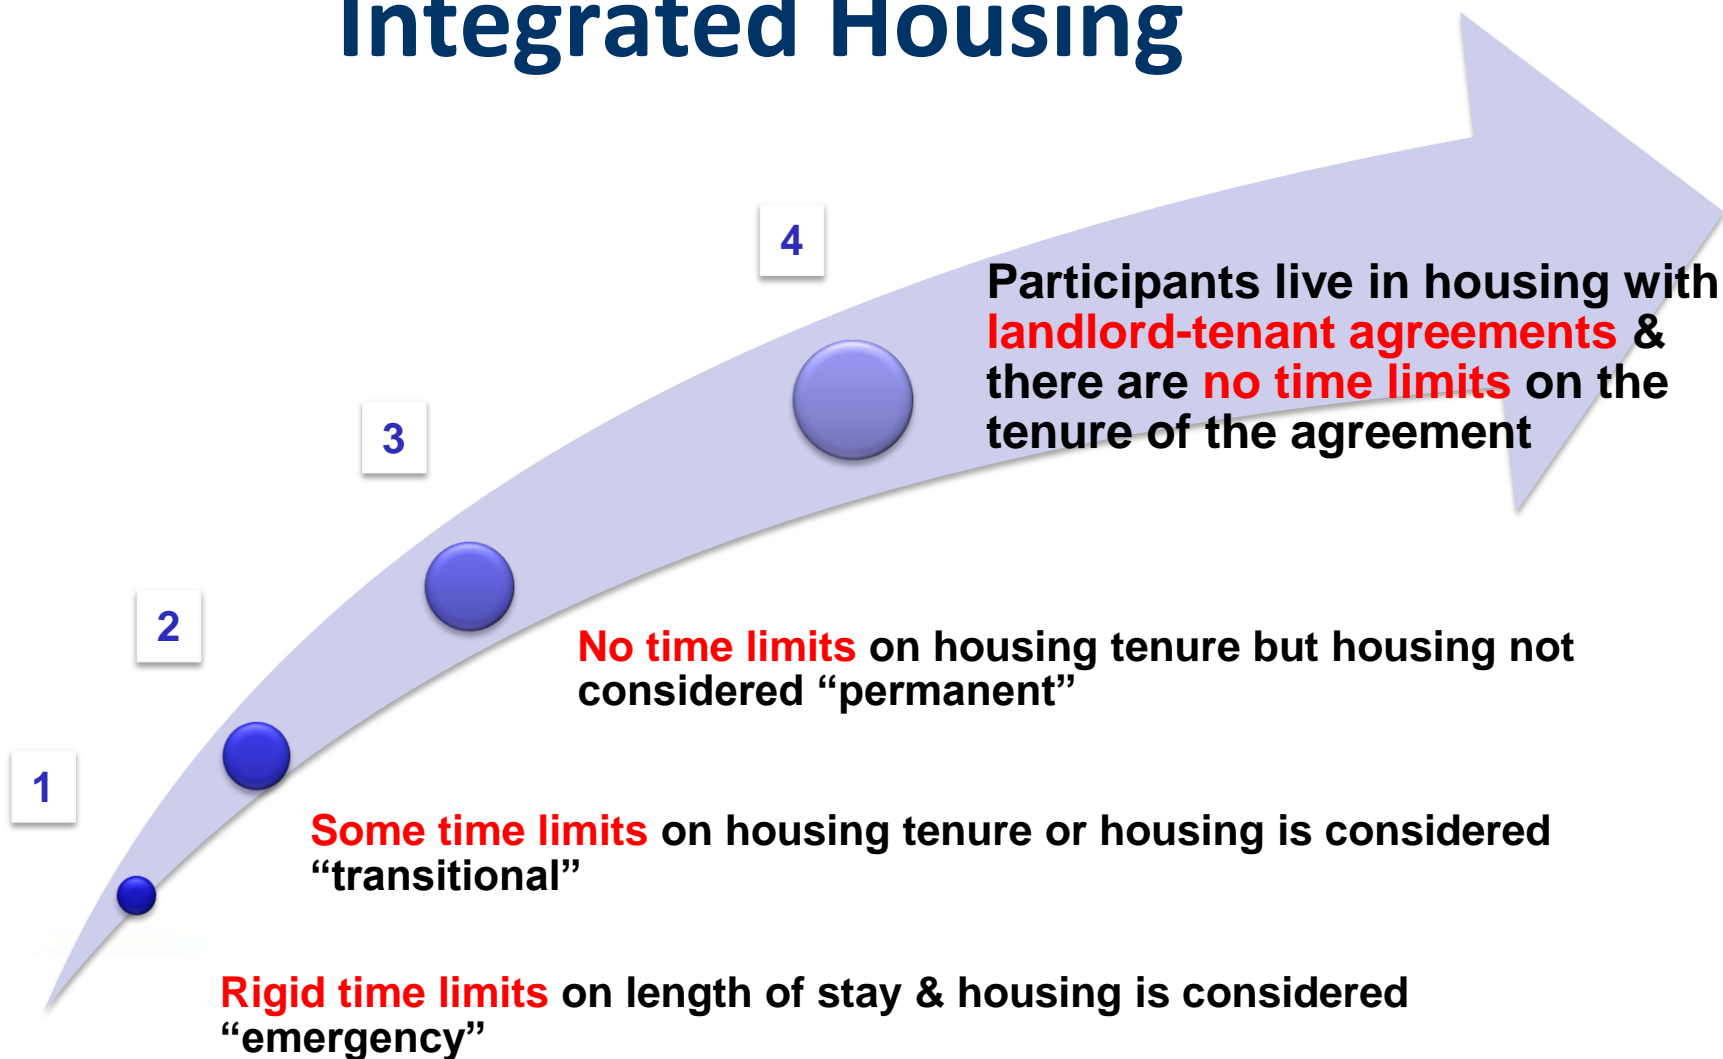 Integrated Housing
4
Participants live in housing with
landlord-tenant agreements &
there are no time limits on the
tenure of the agreement
3
No time limits on housing tenure but housing not
considered “permanent”
2
Some time limits on housing tenure or housing is considered
“transitional”
1
Rigid time limits on length of stay & housing is considered
“emergency”